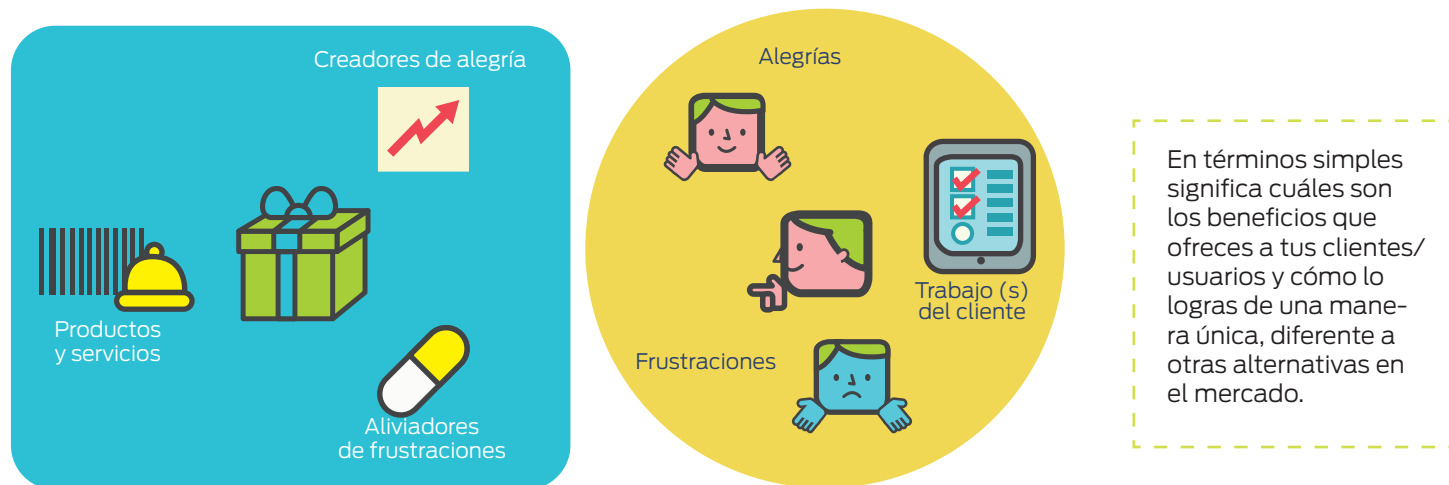 Creadores de alegría
Productos
y servicios
Aliviadores
de frustraciones
Alegrías
Trabajo (s)
del cliente
Frustraciones
En términos simples
significa cuáles son
los beneficios que
ofreces a tus clientes/
usuarios y cómo lo
logras de una mane-
ra única, diferente a
otras alternativas en
el mercado.